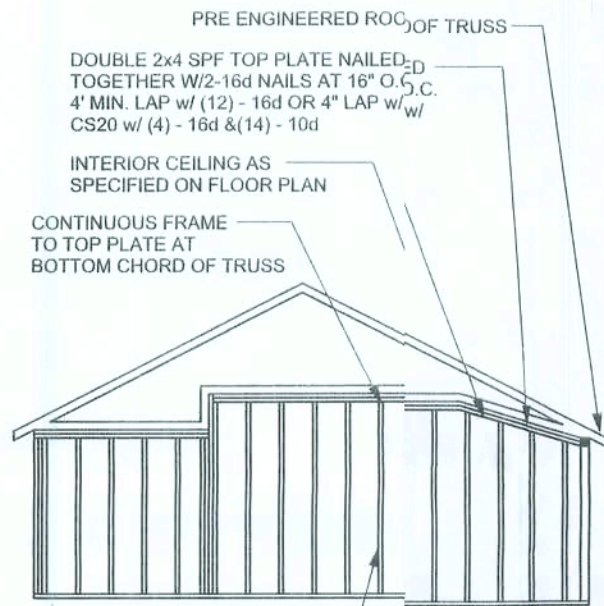 PRE ENGINEERED ROOF TRUSS
DOUBLE 2x4 SPF TOP PLATE NAILED
TOGETHER W/2-16d NAILS AT 16" O.C.
4' MIN. LAP w/ (12) - 16d OR 4" LAP w/
CS20 w/ (4) - 16d &(14) - 10d
INTERIOR CEILING AS
SPECIFIED ON FLOOR PLAN
CONTINUOUS FRAME
TO TOP PLATE AT
BOTTOM CHORD OF TRUSS